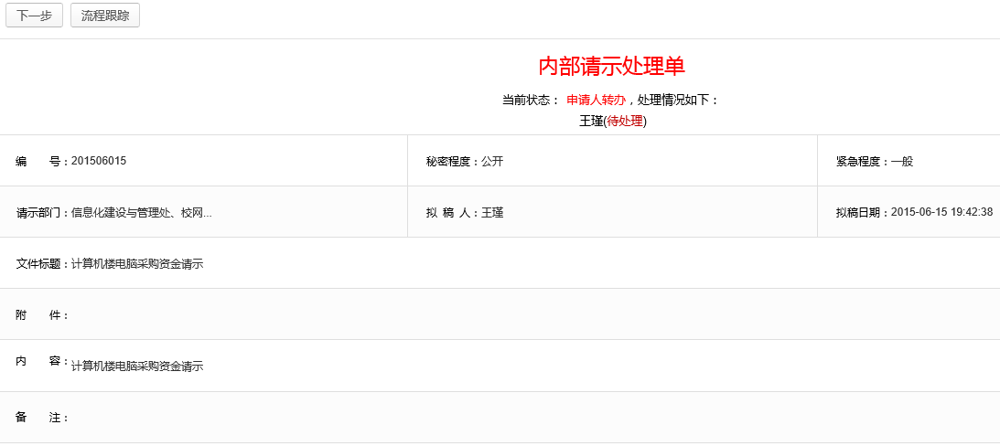 下一步 流程跟踪
内部请示处理单
当前状态： 申请人转办，处理情况如下：
王瑾(待处理)
编 号：201506015 秘密程度：公开 紧急程度：一般
请示部门：信息化建设与管理处、校网... 拟 稿 人：王瑾 拟稿日期：2015-06-15 19:42:38
文件标题：计算机楼电脑采购资金请示
附 件：
内 容：计算机楼电脑采购资金请示
备 注：